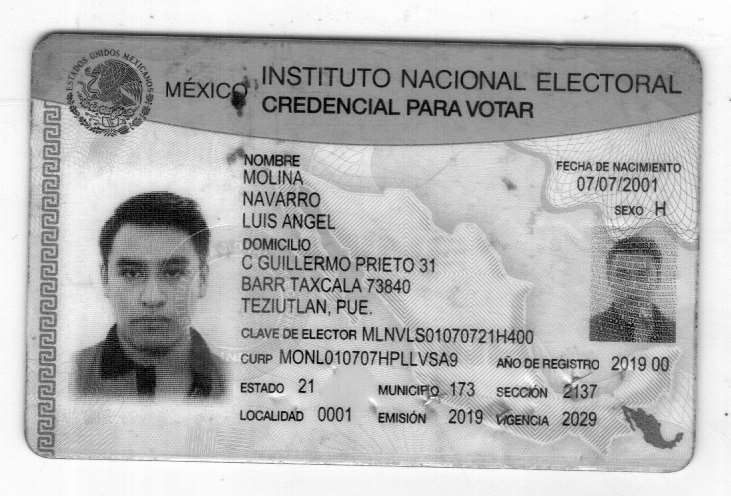 ESTADOS UNIDOS MEXICANOS
MÉXICO INSTITUTO NACIONAL ELECTORAL
CREDENCIAL PARA VOTAR
NOMBRE
MOLINA
NAVARRO
LUIS ANGEL
FECHA DE NACIMIENTO
07/07/2001
SEXO H
DOMICILIO
C GUILLERMO PRIETO 31
BARR TAXCALA 73840
TEZIUTLAN, PUE.
CLAVE DE ELECTOR MLNVLS01070721H400
CURP MONL010707HPLLVSA9 AÑO DE REGISTRO 2019 00
ESTADO 21 MUNICIPIO 173 SECCIÓN 2137
LOCALIDAD 0001 EMISIÓN 2019 VIGENCIA 2029